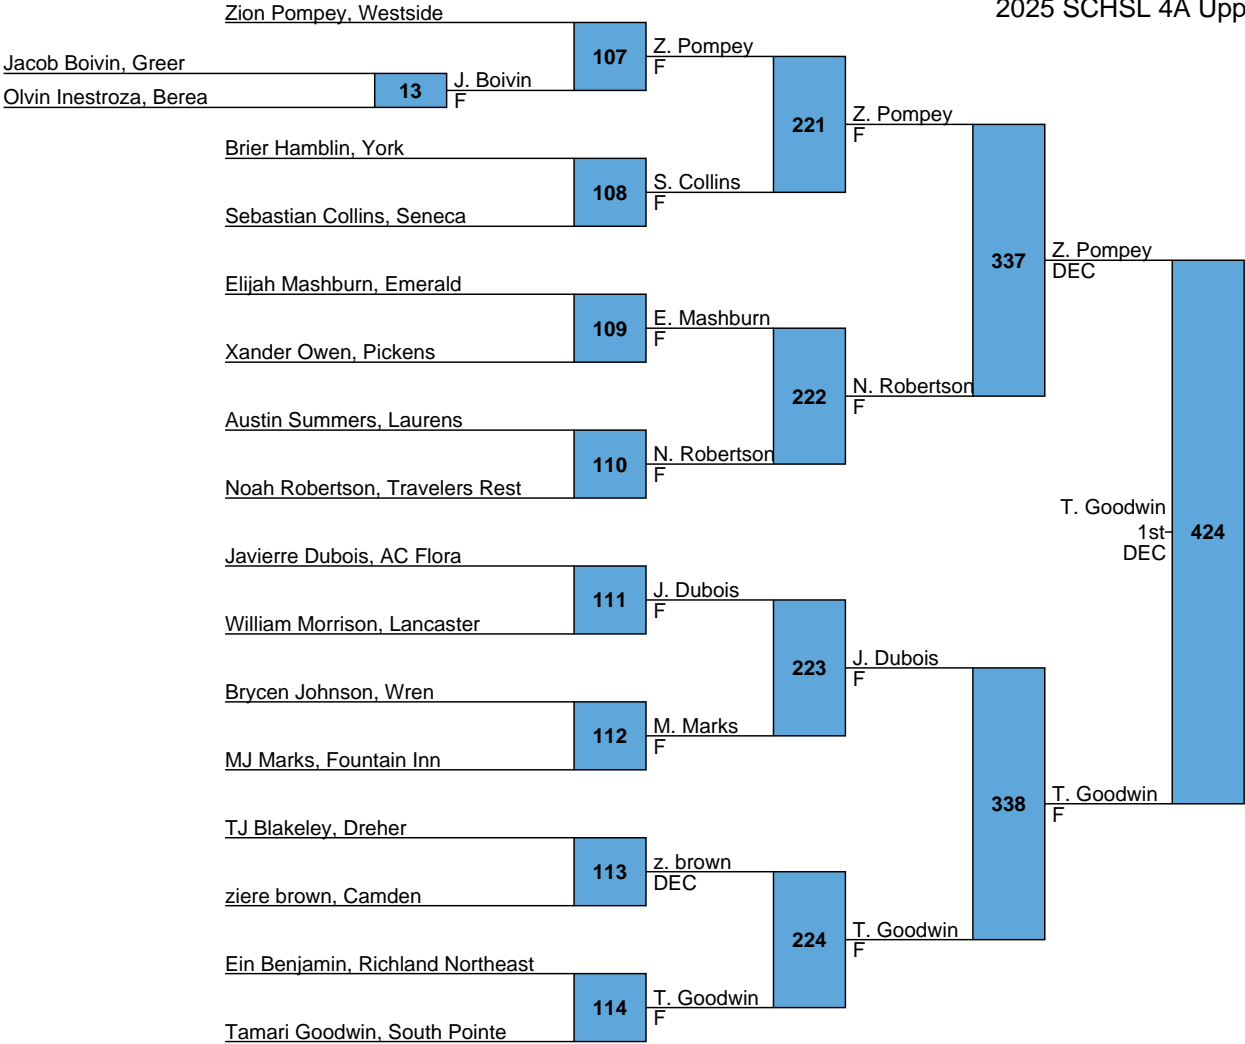 2025 SCHSL 4A Upp
Zion Pompey, Westside
107
Z. Pompey
F
Jacob Boivin, Greer
13
J. Boivin
F
Olvin Inestroza, Berea
221
Z. Pompey
F
Brier Hamblin, York
108
S. Collins
F
Sebastian Collins, Seneca
337
Z. Pompey
DEC
Elijah Mashburn, Emerald
109
E. Mashburn
F
Xander Owen, Pickens
222
N. Robertson
F
Austin Summers, Laurens
110
N. Robertson
F
Noah Robertson, Travelers Rest
T. Goodwin
1st
DEC
424
Javierre Dubois, AC Flora
111
J. Dubois
F
William Morrison, Lancaster
223
J. Dubois
F
Brycen Johnson, Wren
112
M. Marks
F
MJ Marks, Fountain Inn
338
T. Goodwin
F
TJ Blakeley, Dreher
113
z. brown
DEC
ziere brown, Camden
224
T. Goodwin
F
Ein Benjamin, Richland Northeast
114
T. Goodwin
F
Tamari Goodwin, South Pointe